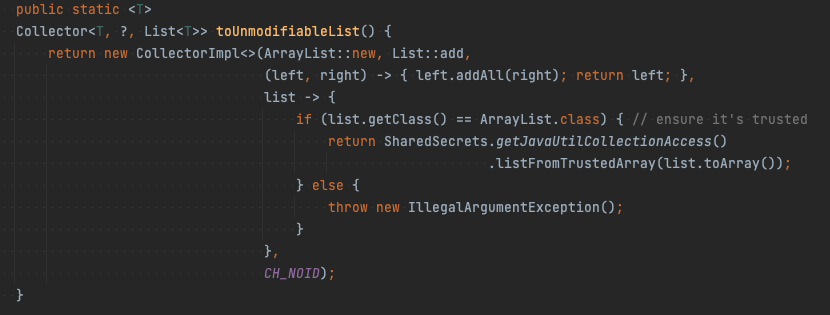 public static <T>
Collector<T, ?, List<T>> toUnmodifiableList() {
return new CollectorImpl<>(ArrayList::new, List::add,
(left, right) -> { left.addAll(right); return left; },
list -> {
if (list.getClass() == ArrayList.class) { // ensure it's trusted
return SharedSecrets.getJavaUtilCollectionAccess()
.listFromTrustedArray(list.toArray());
} else {
throw new IllegalArgumentException();
}
},
CH_NOID);
}